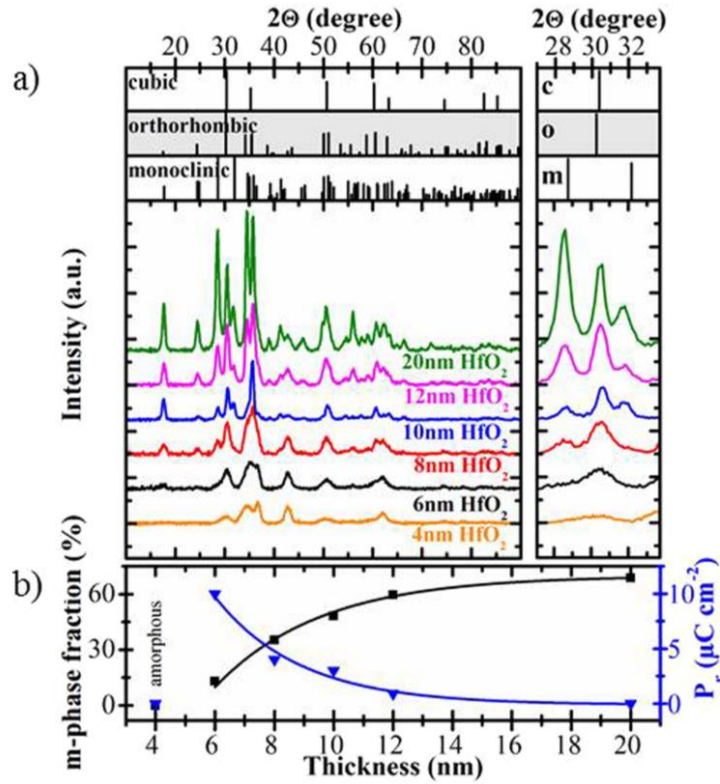 2Θ (degree)
2Θ (degree)
20 30 40 50 60 70 80
28 30 32
a)
cubic
c
orthorhombic
o
monoclinic
m
Intensity (a.u.)
20nm HfO₂
12nm HfO₂
10nm HfO₂
8nm HfO₂
6nm HfO₂
4nm HfO₂
b)
m-phase fraction (%)
60
30
0
amorphous
10
5
0
Pᵣ (μC cm⁻²)
4 6 8 10 12 14 16 18 20
Thickness (nm)